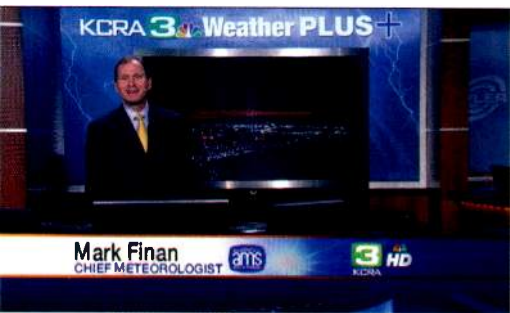 KCRA 3 Weather PLUS+
Mark Finan
CHIEF METEOROLOGIST
ams
3 HD
KCRA